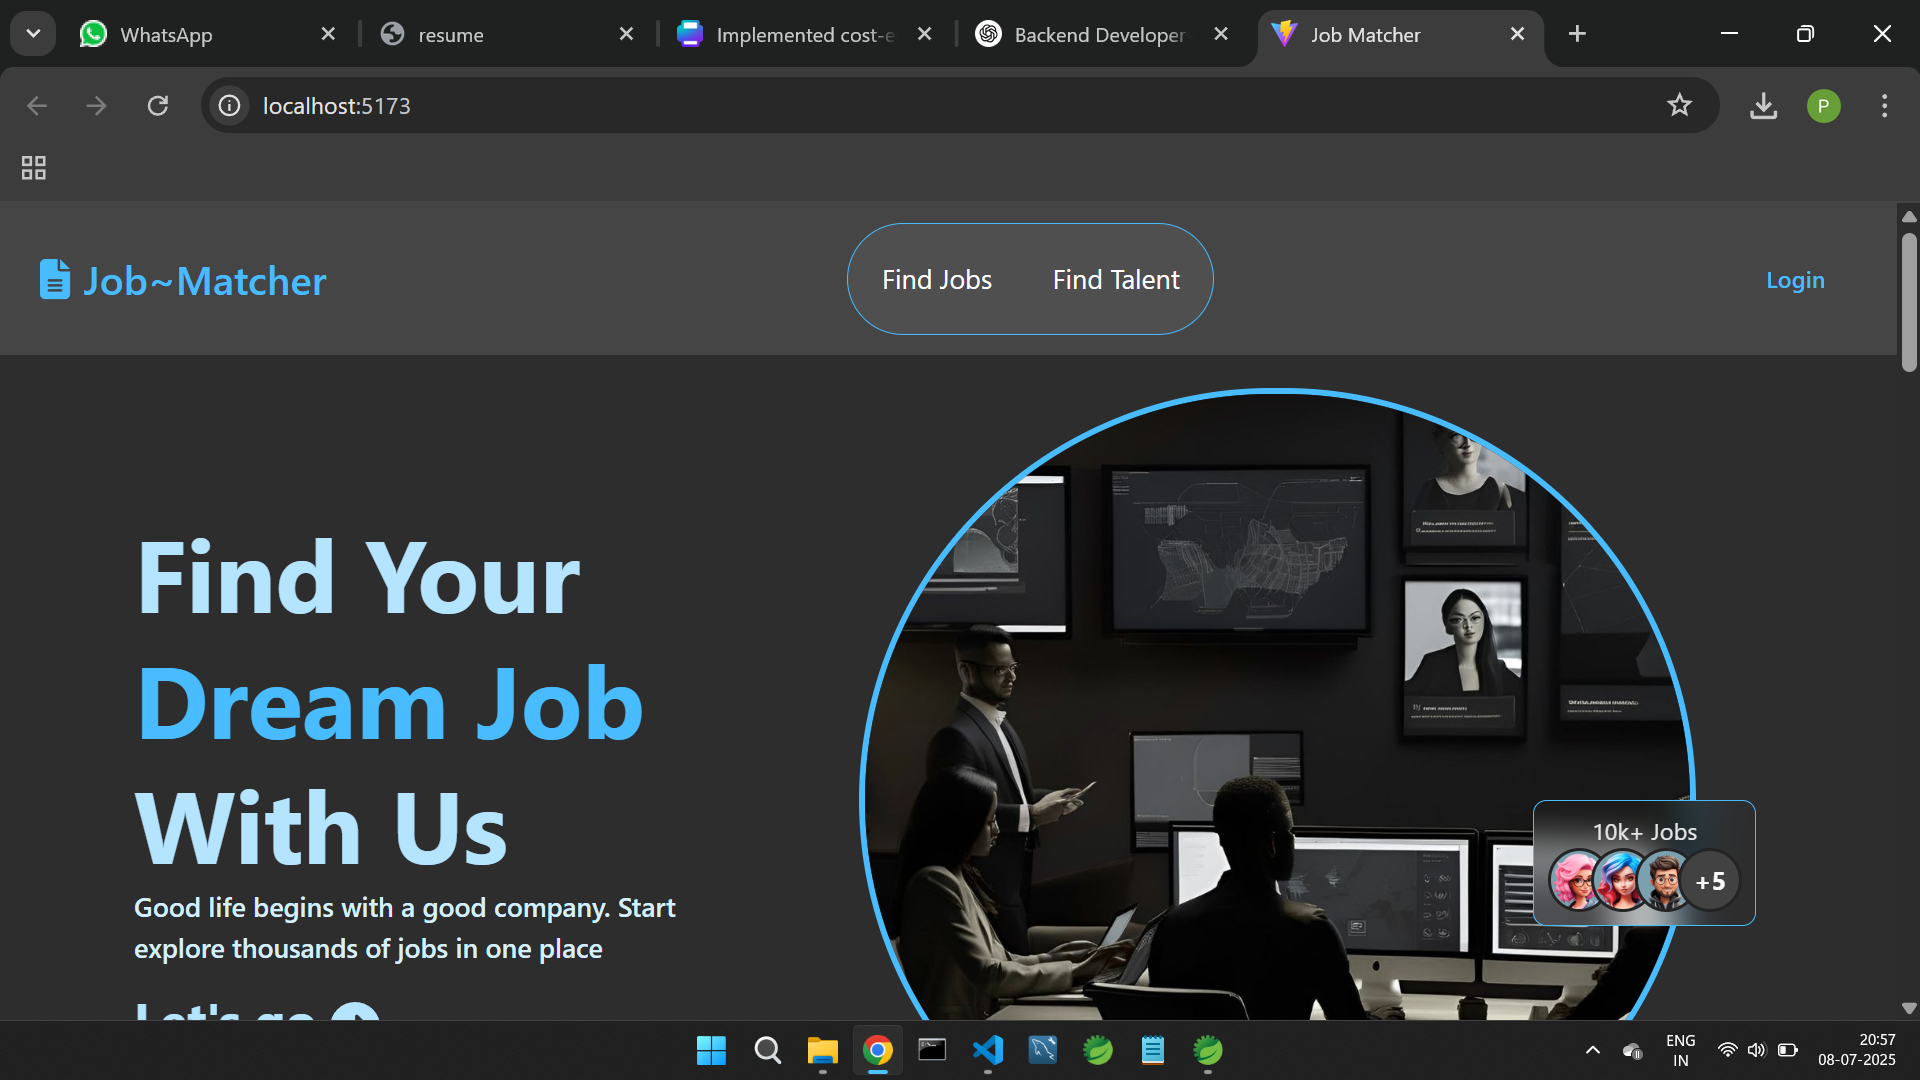 WhatsApp
resume
Implemented cost-e
Backend Developer
Job Matcher
localhost:5173
P
Job~Matcher
Find Jobs
Find Talent
Login
Find Your
Dream Job
With Us
Good life begins with a good company. Start
explore thousands of jobs in one place
Let's go
10k+ Jobs
+5
ENG
IN
20:57
08-07-2025